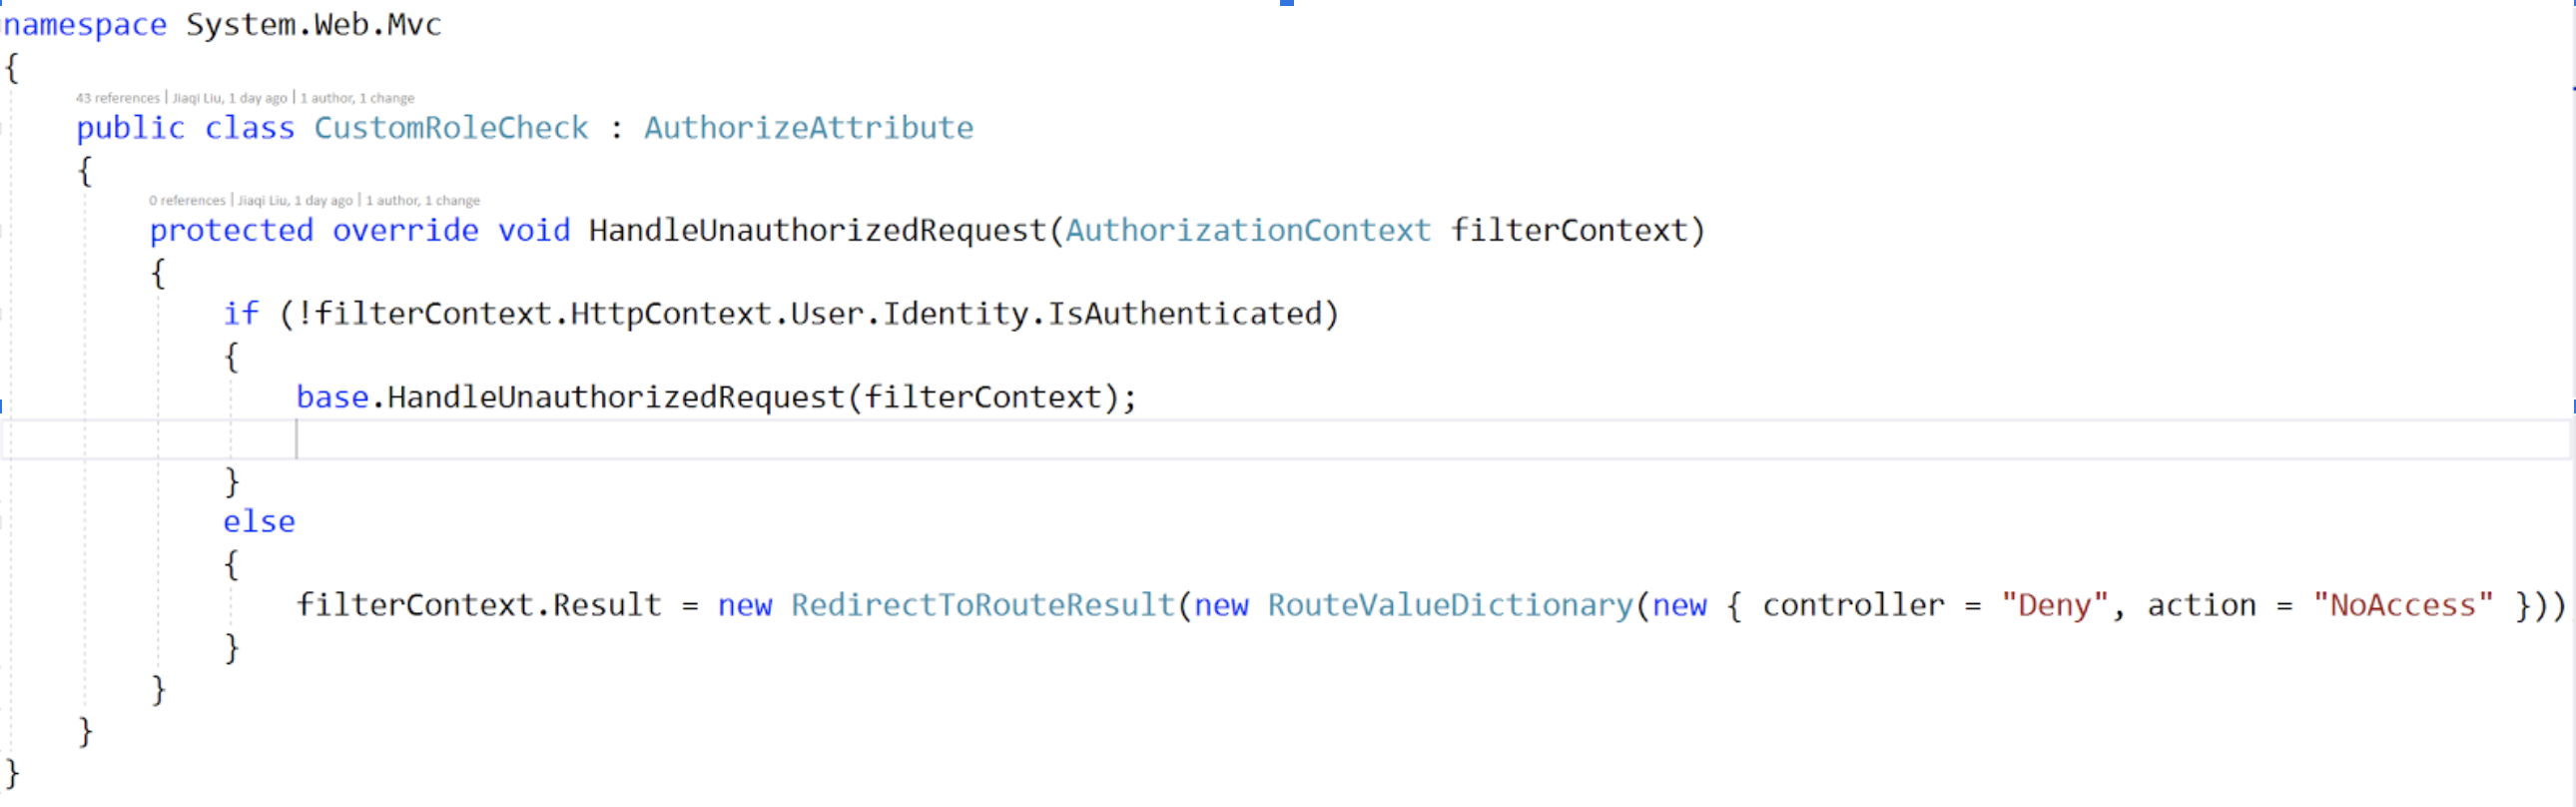 namespace System.Web.Mvc
{
43 references | Jiaqi Liu, 1 day ago | 1 author, 1 change
public class CustomRoleCheck : AuthorizeAttribute
{
0 references | Jiaqi Liu, 1 day ago | 1 author, 1 change
protected override void HandleUnauthorizedRequest(AuthorizationContext filterContext)
{
if (!filterContext.HttpContext.User.Identity.IsAuthenticated)
{
base.HandleUnauthorizedRequest(filterContext);
}
else
{
filterContext.Result = new RedirectToRouteResult(new RouteValueDictionary(new { controller = "Deny", action = "NoAccess" }))
}
}
}
}